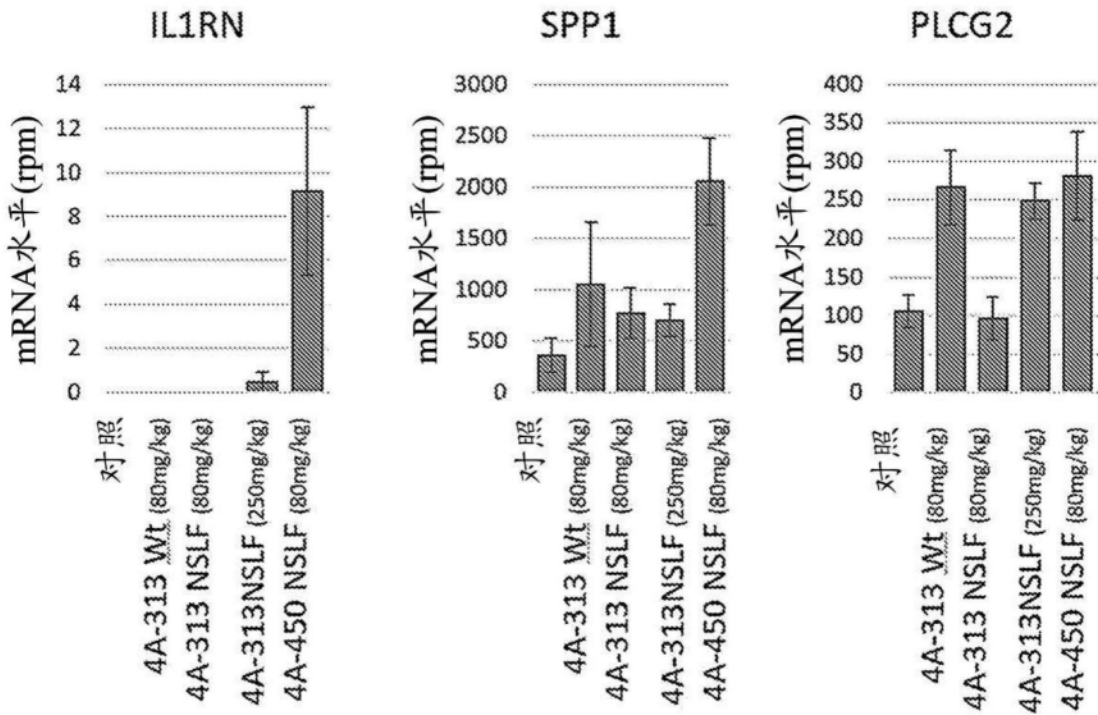 IL1RN
mRNA水平(rpm)
14
12
10
8
6
4
2
0
对照
4A-313 Wt (80mg/kg)
4A-313 NSLF (80mg/kg)
4A-313NSLF (250mg/kg)
4A-450 NSLF (80mg/kg)
SPP1
mRNA水平(rpm)
3000
2500
2000
1500
1000
500
0
对照
4A-313 Wt (80mg/kg)
4A-313 NSLF (80mg/kg)
4A-313NSLF (250mg/kg)
4A-450 NSLF (80mg/kg)
PLCG2
mRNA水平(rpm)
400
350
300
250
200
150
100
50
0
对照
4A-313 Wt (80mg/kg)
4A-313 NSLF (80mg/kg)
4A-313NSLF (250mg/kg)
4A-450 NSLF (80mg/kg)